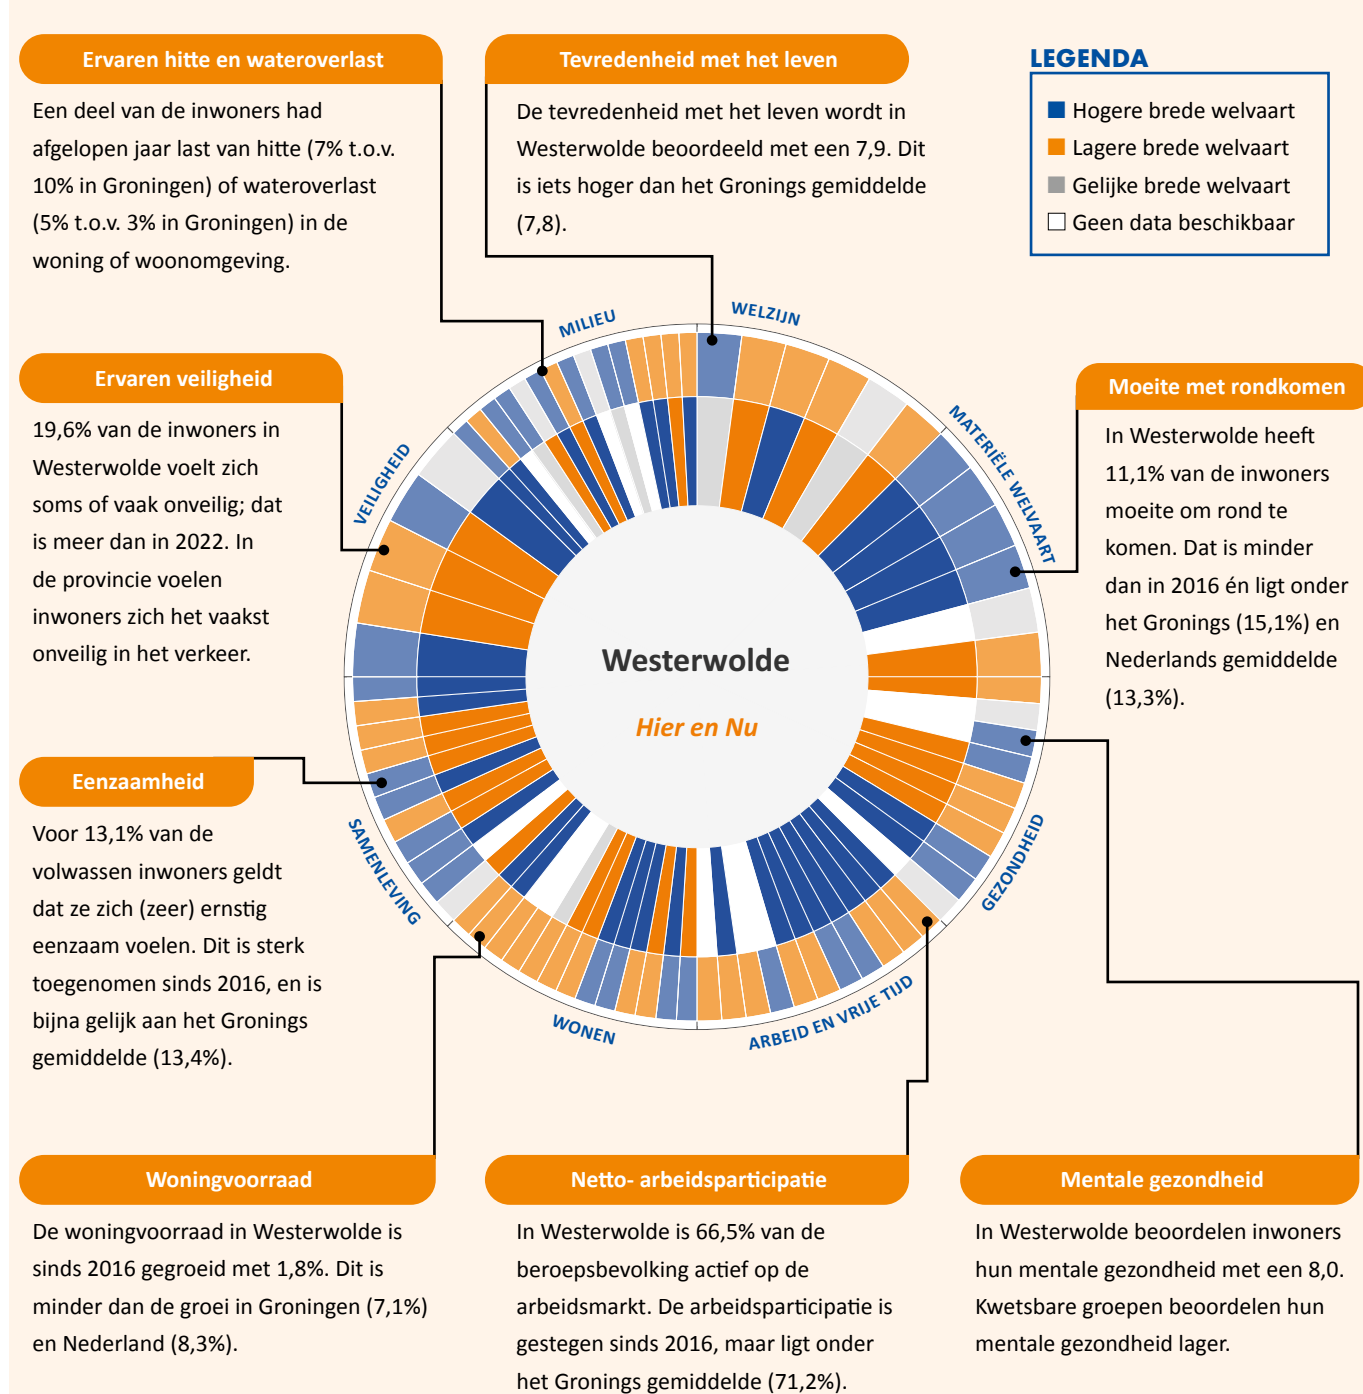 Ervaren hitte en wateroverlast
Een deel van de inwoners had
afgelopen jaar last van hitte (7% t.o.v.
10% in Groningen) of wateroverlast
(5% t.o.v. 3% in Groningen) in de
woning of woonomgeving.
Tevredenheid met het leven
De tevredenheid met het leven wordt in
Westerwolde beoordeeld met een 7,9. Dit
is iets hoger dan het Gronings gemiddelde
(7,8).
LEGENDA
Hogere brede welvaart
Lagere brede welvaart
Gelijke brede welvaart
Geen data beschikbaar
Ervaren veiligheid
19,6% van de inwoners in
Westerwolde voelt zich
soms of vaak onveilig; dat
is meer dan in 2022. In
de provincie voelen
inwoners zich het vaakst
onveilig in het verkeer.
MILIEU
WELZIJN
MATERIËLE WELVAART
GEZONDHEID
ARBEID EN VRIJE TIJD
WONEN
SAMENLEVING
VEILIGHEID
Westerwolde
Hier en Nu
Moeite met rondkomen
In Westerwolde heeft
11,1% van de inwoners
moeite om rond te
komen. Dat is minder
dan in 2016 én ligt onder
het Gronings (15,1%) en
Nederlands gemiddelde
(13,3%).
Eenzaamheid
Voor 13,1% van de
volwassen inwoners geldt
dat ze zich (zeer) ernstig
eenzaam voelen. Dit is sterk
toegenomen sinds 2016, en is
bijna gelijk aan het Gronings
gemiddelde (13,4%).
Woningvoorraad
De woningvoorraad in Westerwolde is
sinds 2016 gegroeid met 1,8%. Dit is
minder dan de groei in Groningen (7,1%)
en Nederland (8,3%).
Netto- arbeidsparticipatie
In Westerwolde is 66,5% van de
beroepsbevolking actief op de
arbeidsmarkt. De arbeidsparticipatie is
gestegen sinds 2016, maar ligt onder
het Gronings gemiddelde (71,2%).
Mentale gezondheid
In Westerwolde beoordelen inwoners
hun mentale gezondheid met een 8,0.
Kwetsbare groepen beoordelen hun
mentale gezondheid lager.